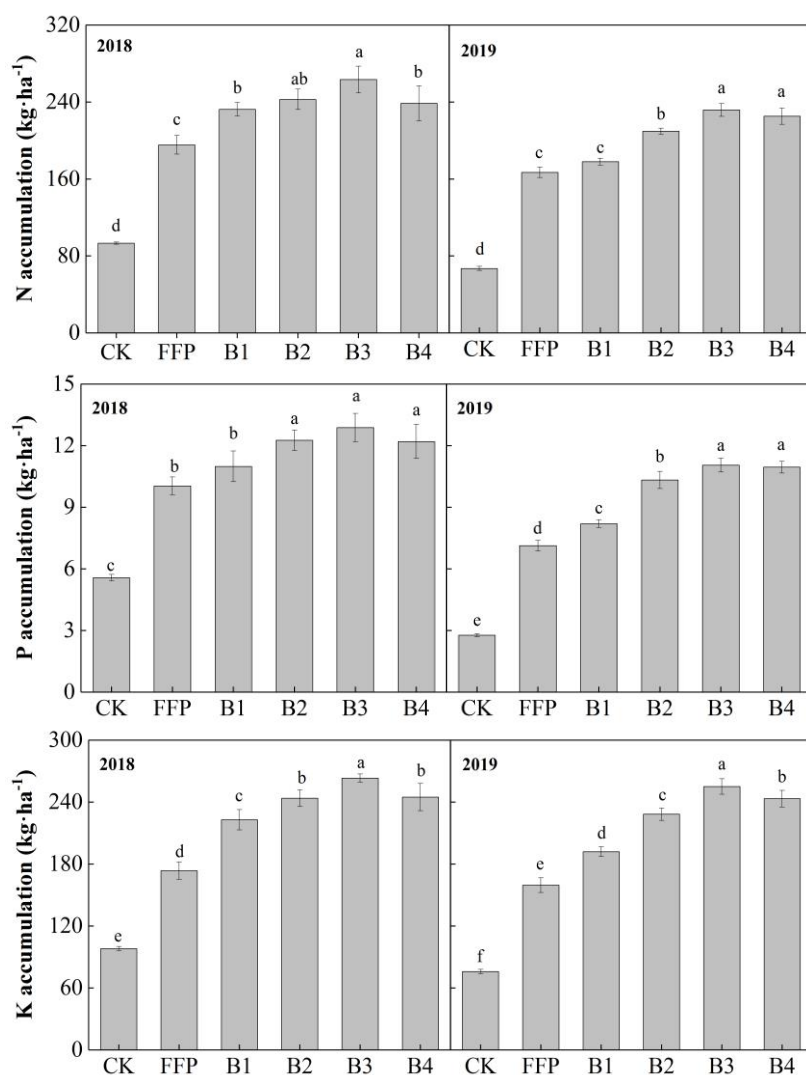 320
240
160
80
0
N accumulation (kg·ha⁻¹)
2018
d
c
b
ab
a
b
CK FFP B1 B2 B3 B4
2019
d
c
c
b
a
a
CK FFP B1 B2 B3 B4
15
12
9
6
3
0
P accumulation (kg·ha⁻¹)
2018
c
b
b
a
a
a
CK FFP B1 B2 B3 B4
2019
e
d
c
b
a
a
CK FFP B1 B2 B3 B4
300
240
180
120
60
0
K accumulation (kg·ha⁻¹)
2018
e
d
c
b
a
b
CK FFP B1 B2 B3 B4
2019
f
e
d
c
a
b
CK FFP B1 B2 B3 B4